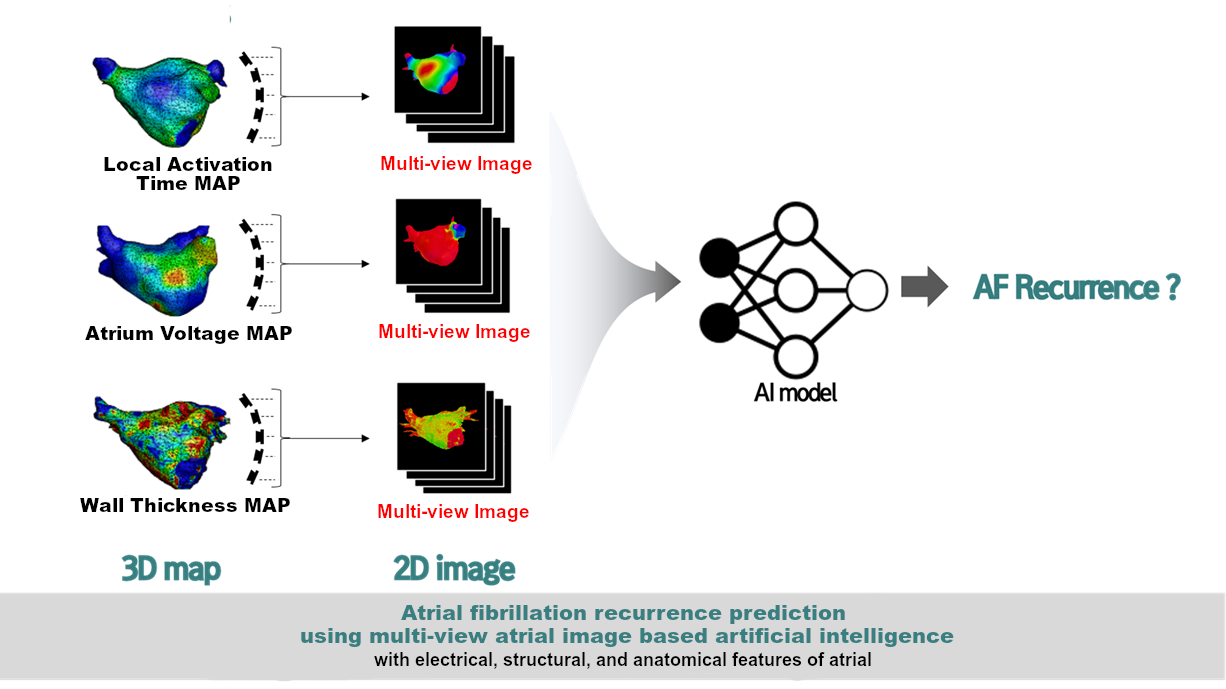 Local Activation
Time MAP
Multi-view Image
Atrium Voltage MAP
Multi-view Image
Wall Thickness MAP
Multi-view Image
3D map
2D image
AI model
AF Recurrence ?
Atrial fibrillation recurrence prediction
using multi-view atrial image based artificial intelligence
with electrical, structural, and anatomical features of atrial